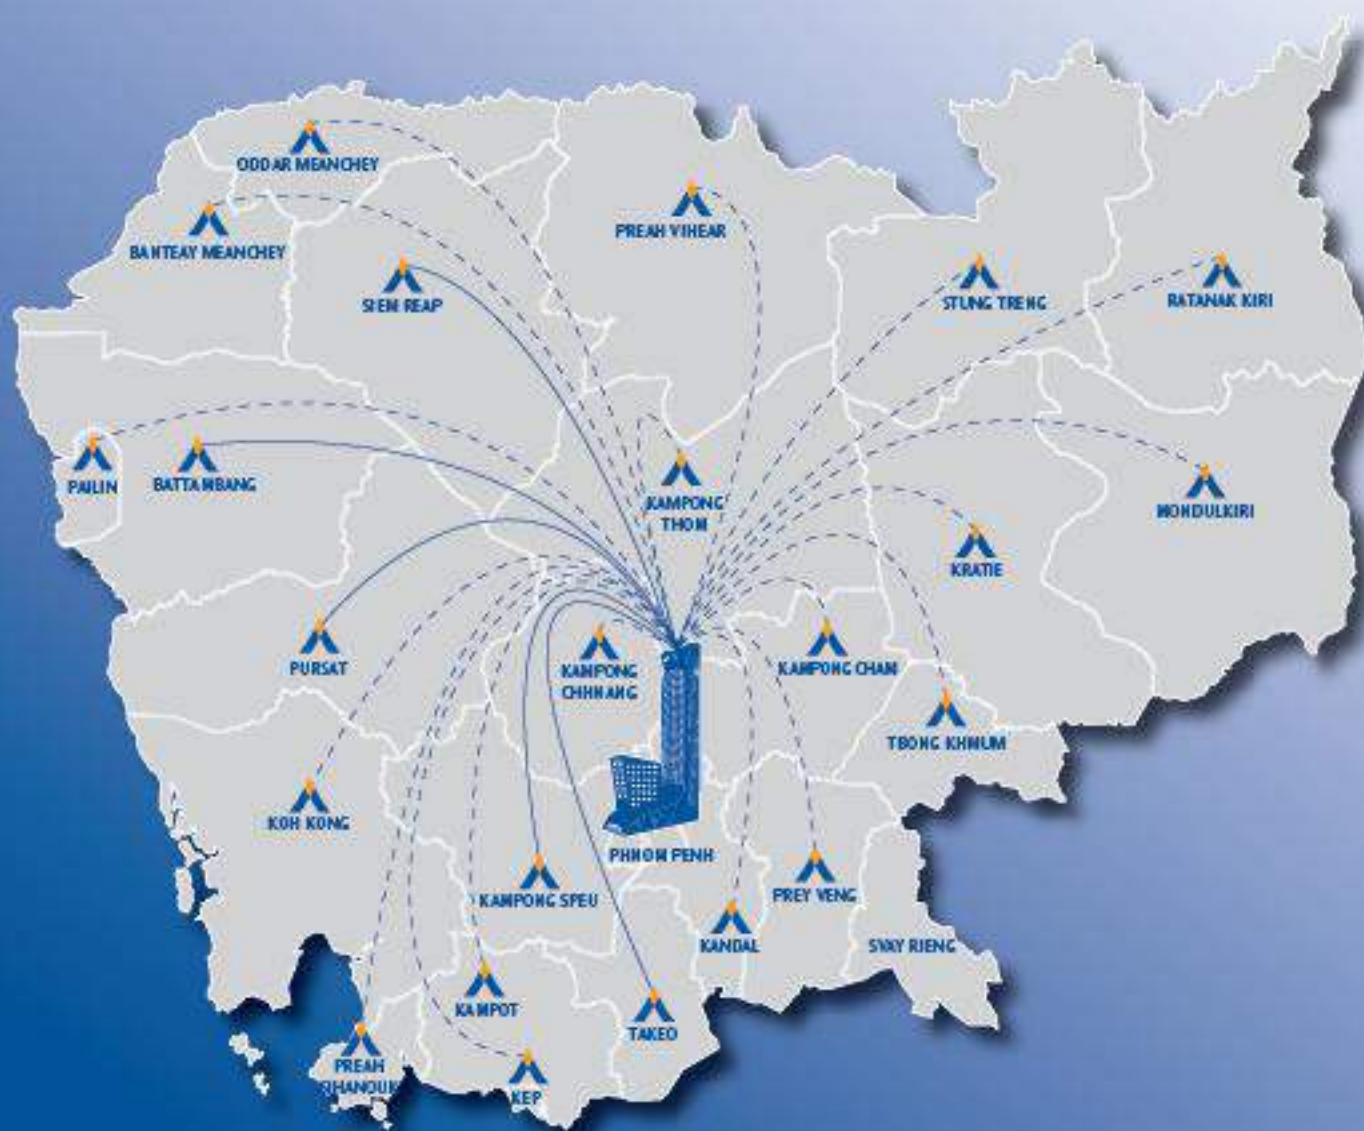 ODDAR MEANCHEY
PREAH VIHEAR
BANTEAY MEANCHEY
SIEM REAP
STUNG TRENG
RATANAK KIRI
PAILIN
BATTAMBANG
KAMPONG
THOM
MONDULKIRI
KRATIE
PURSAT
KAMPONG
CHHNANG
KAMPONG CHAM
TBONG KHMUM
KOH KONG
PHNOM PENH
KAMPONG SPEU
PREY VENG
KANDAL
SVAY RIENG
KAMPOT
TAKEO
PREAH
SIHANOUK
KEP